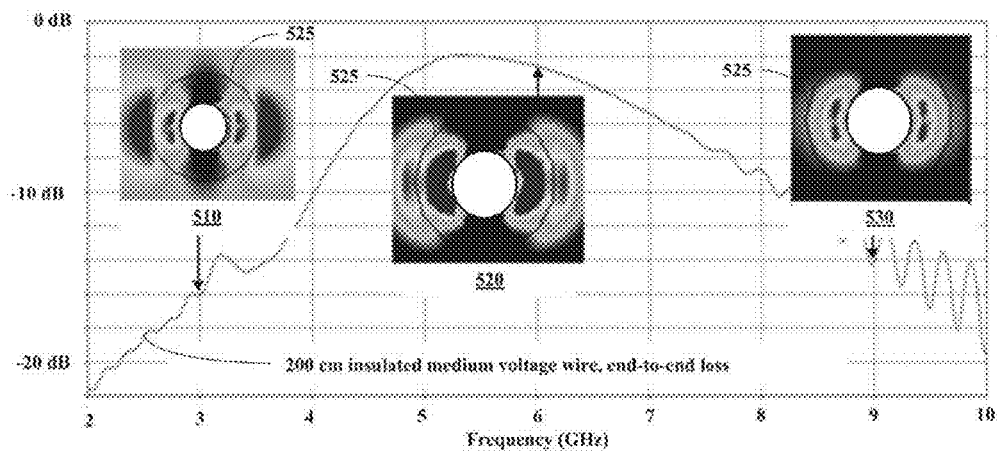 0 dB
525
525
525
-10 dB
510
520
530
-20 dB
200 cm insulated medium voltage wire, end-to-end loss
2 3 4 5 6 7 8 9 10
Frequency (GHz)